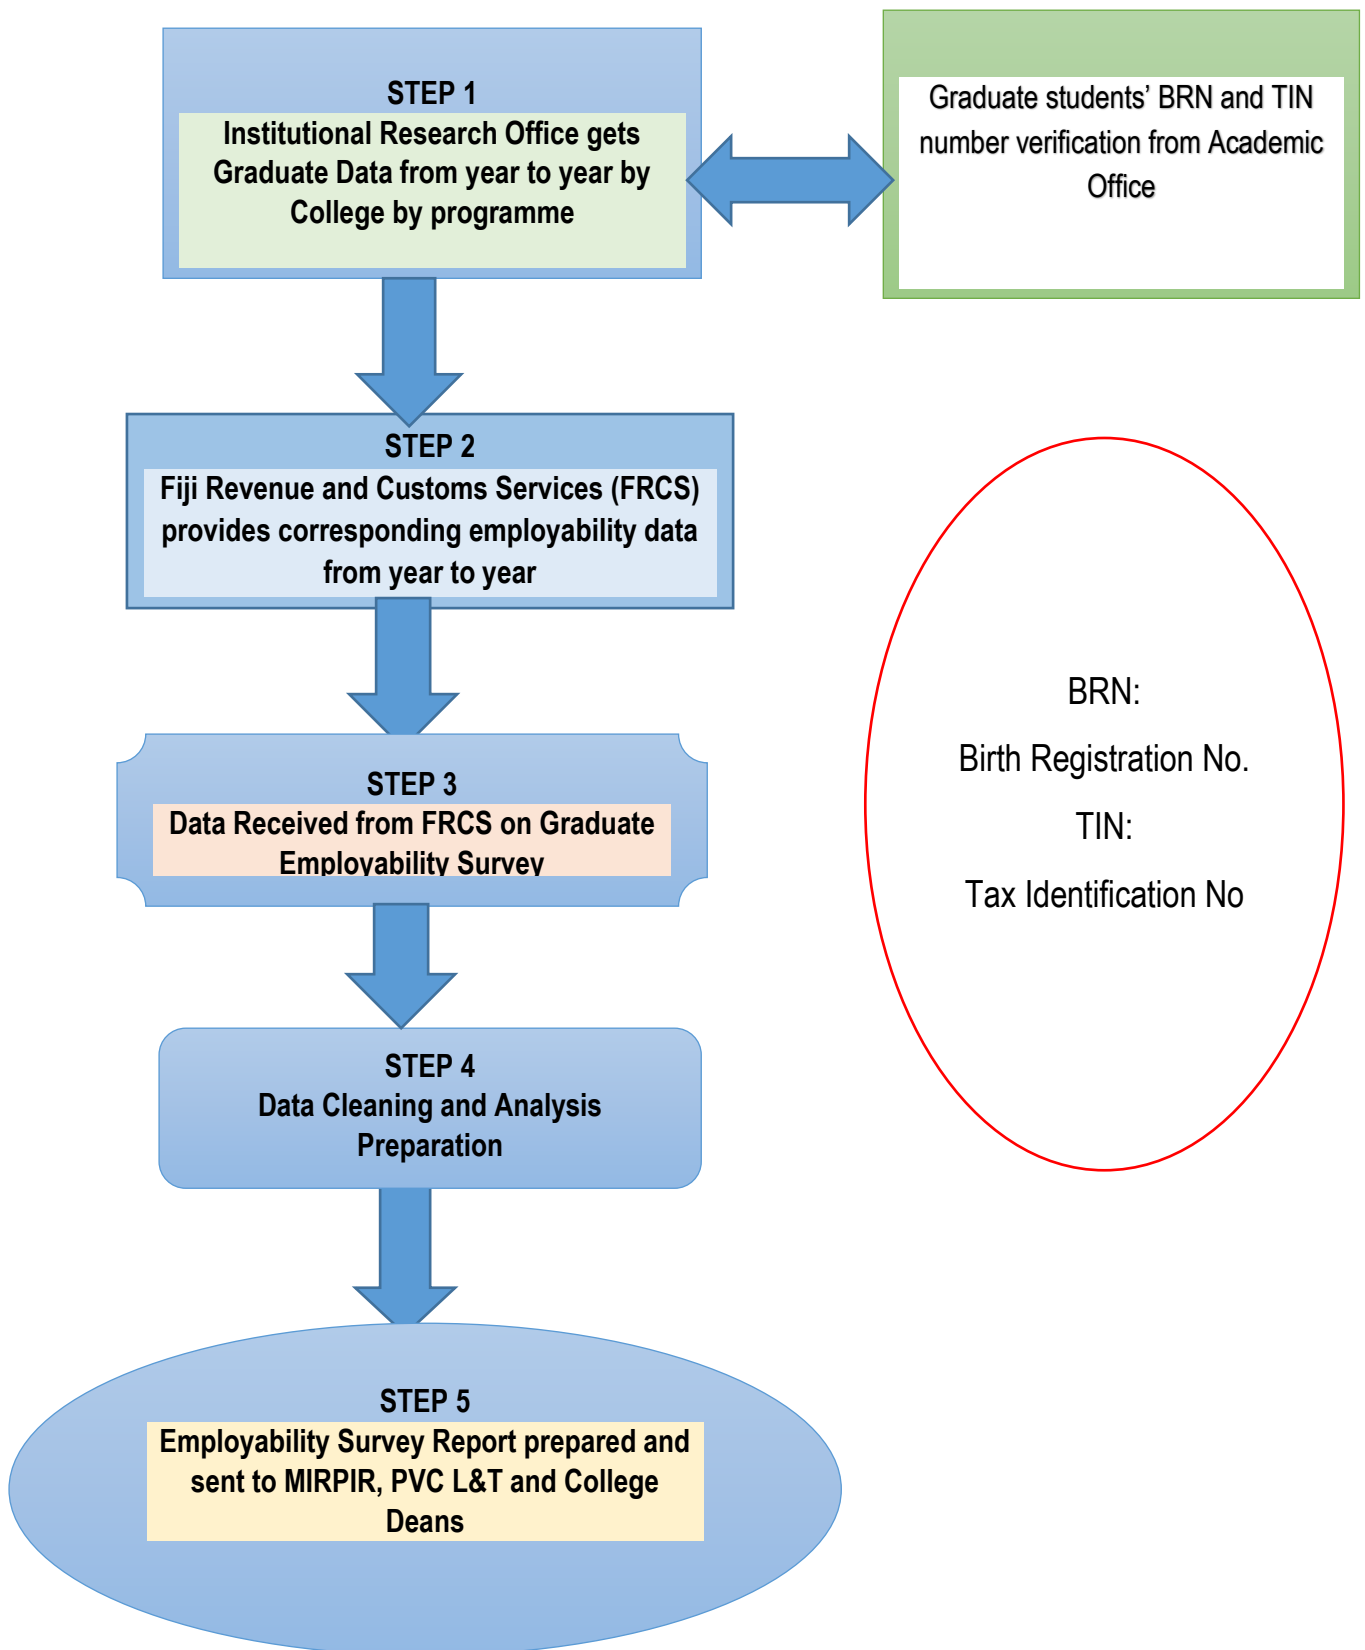 STEP 1
Institutional Research Office gets
Graduate Data from year to year by
College by programme
Graduate students’ BRN and TIN
number verification from Academic
Office
STEP 2
Fiji Revenue and Customs Services (FRCS)
provides corresponding employability data
from year to year
STEP 3
Data Received from FRCS on Graduate
Employability Survey
STEP 4
Data Cleaning and Analysis
Preparation
STEP 5
Employability Survey Report prepared and
sent to MIRPIR, PVC L&T and College
Deans
BRN:
Birth Registration No.
TIN:
Tax Identification No